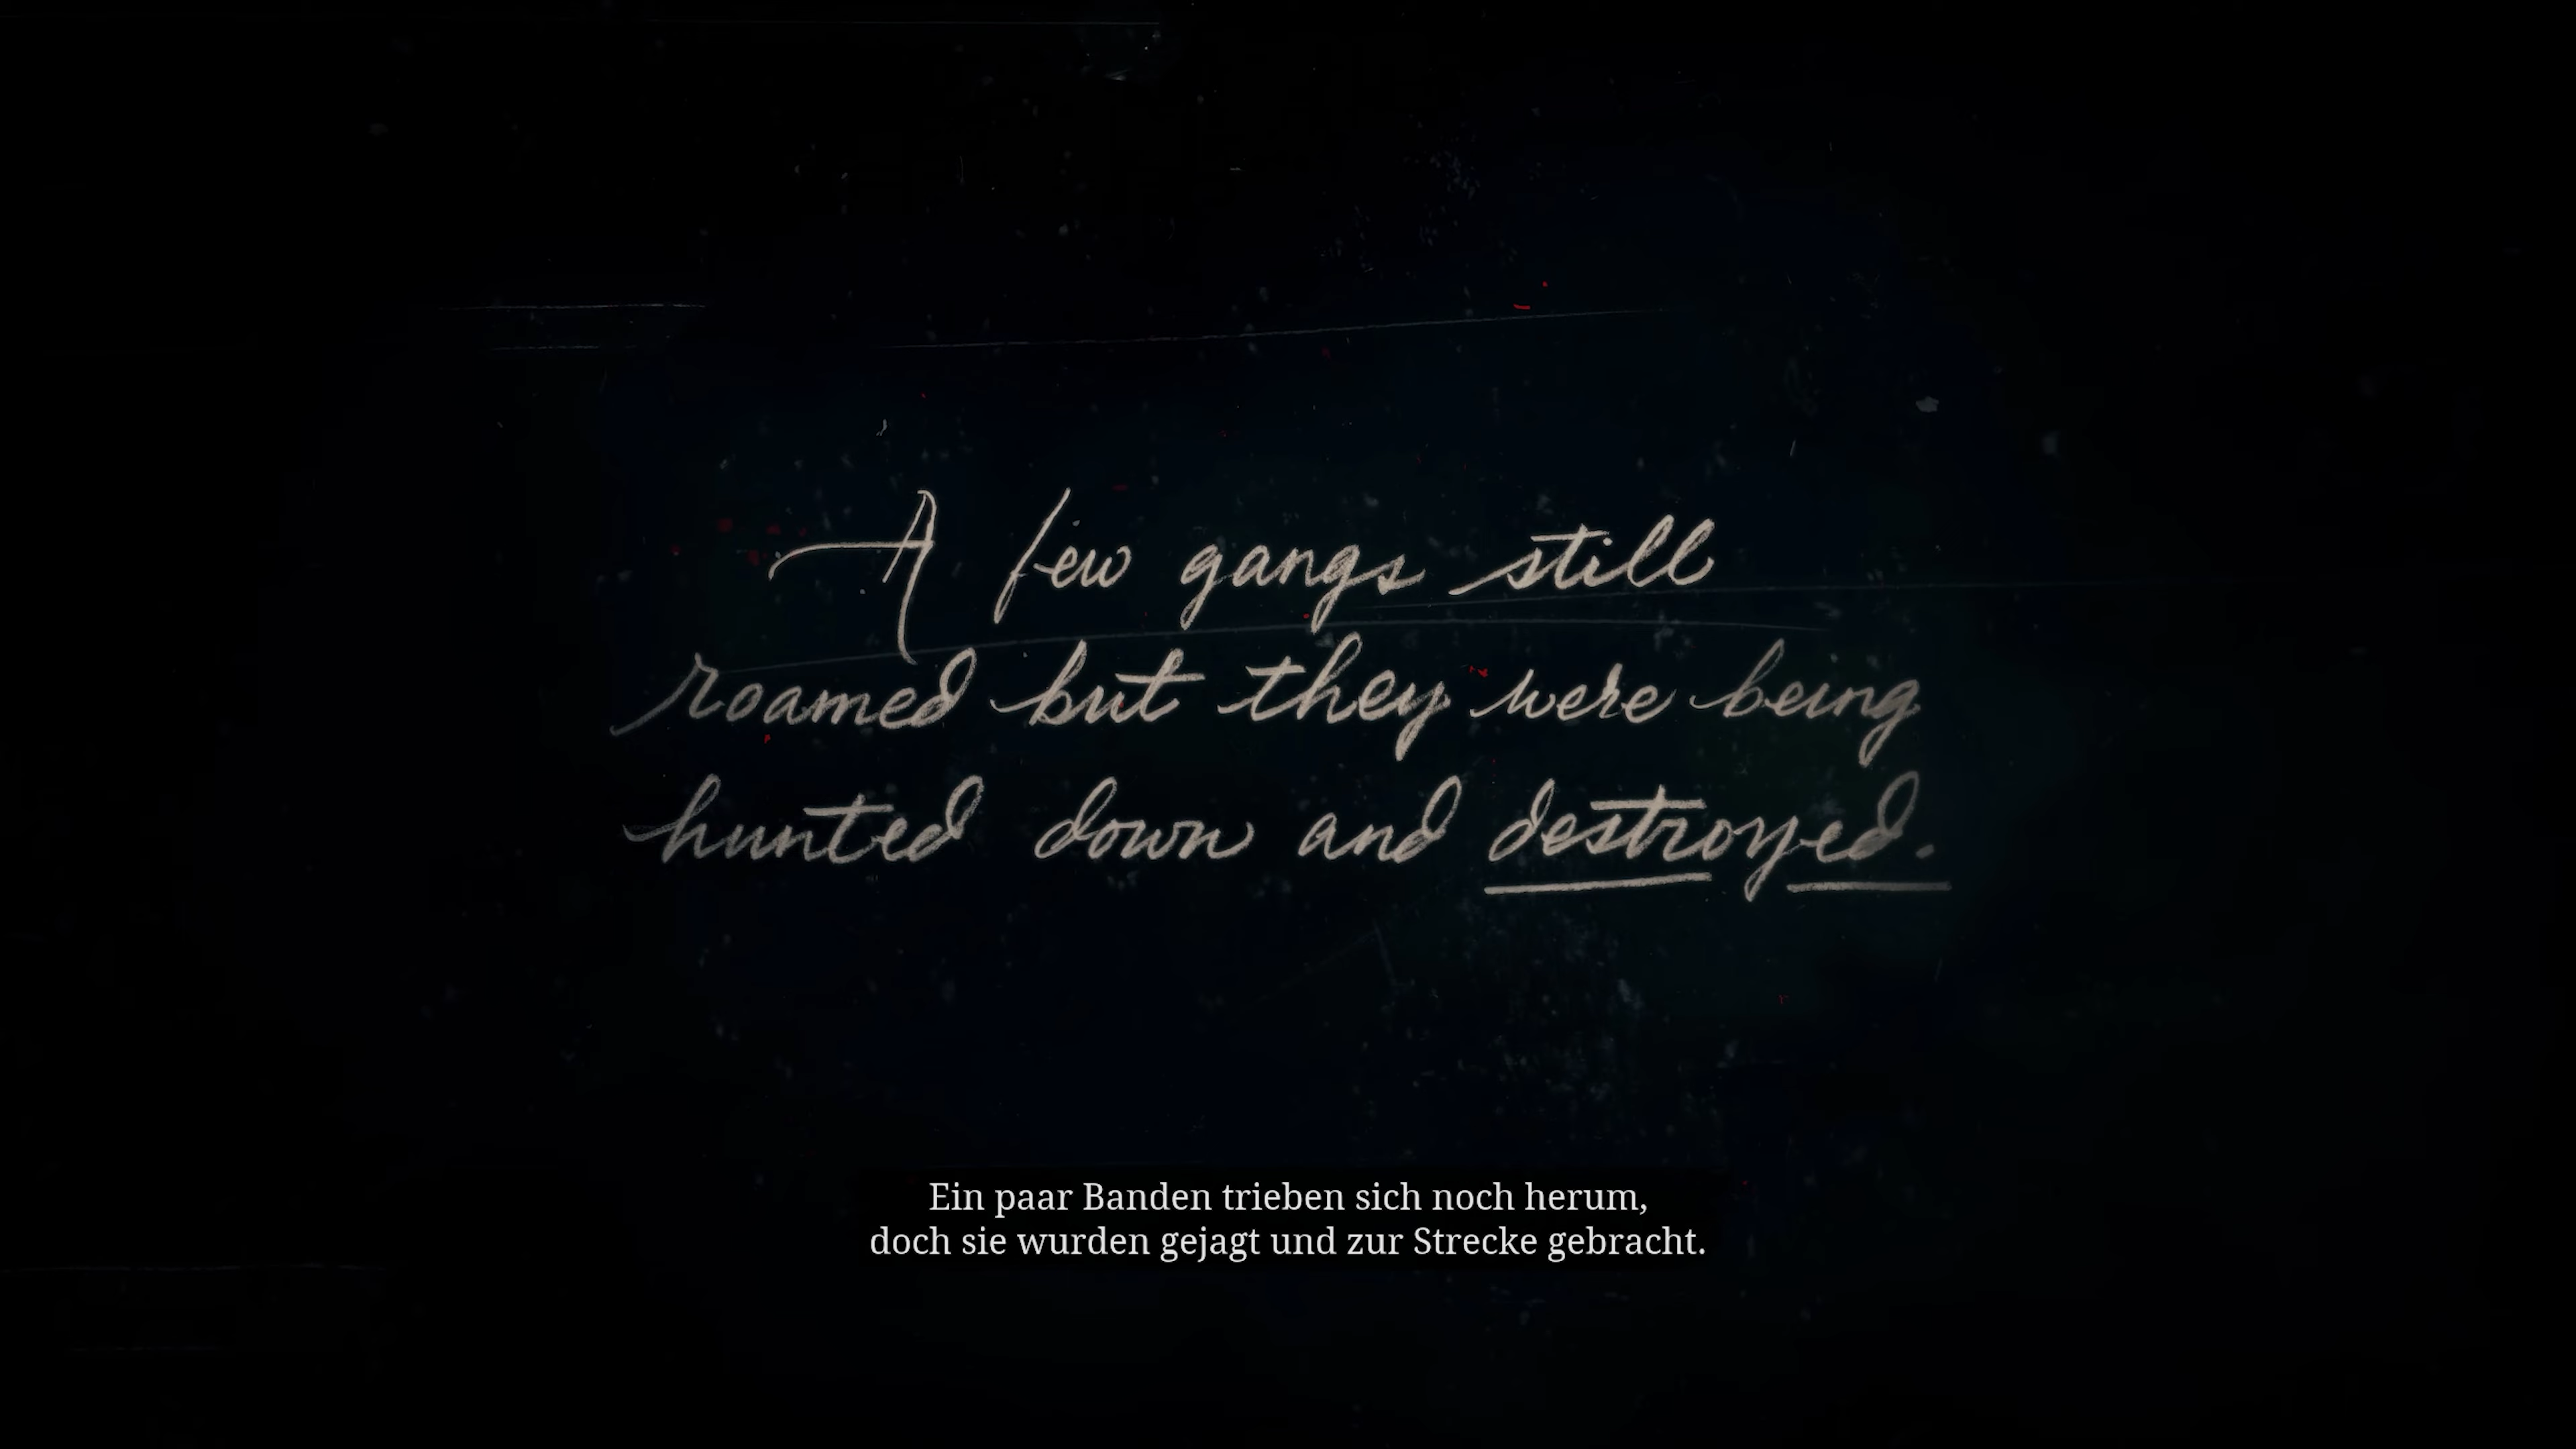 A few gangs still
roamed but they were being
hunted down and destroyed.
Ein paar Banden trieben sich noch herum,
doch sie wurden gejagt und zur Strecke gebracht.